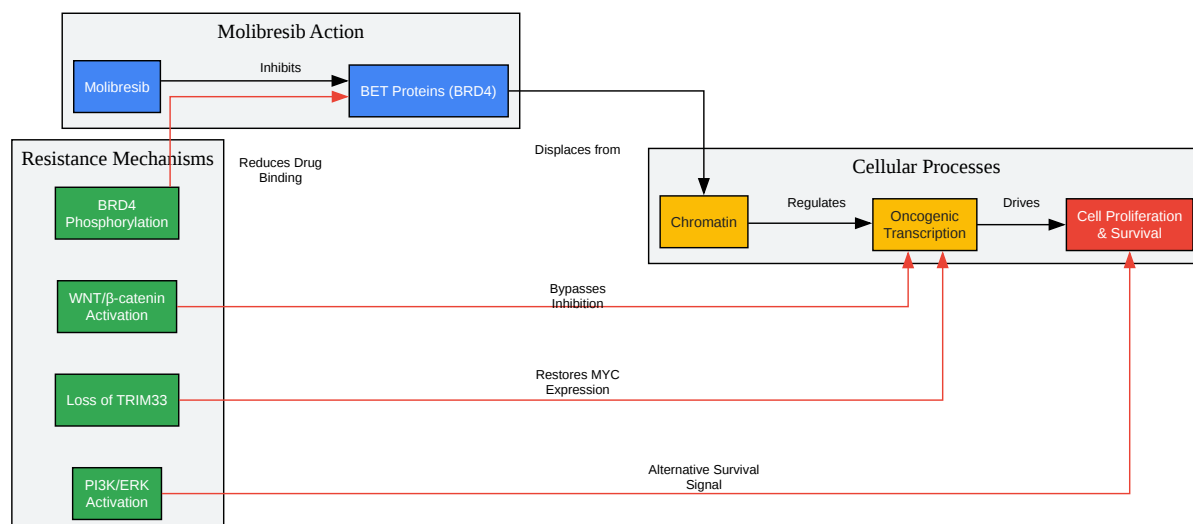 Molibresib Action
Molibresib
Inhibits
BET Proteins (BRD4)
Resistance Mechanisms
Reduces Drug
Binding
Displaces from
Cellular Processes
BRD4
Phosphorylation
Chromatin
Regulates
Oncogenic
Transcription
Drives
Cell Proliferation
& Survival
WNT/β-catenin
Activation
Bypasses
Inhibition
Loss of TRIM33
Restores MYC
Expression
PI3K/ERK
Activation
Alternative Survival
Signal